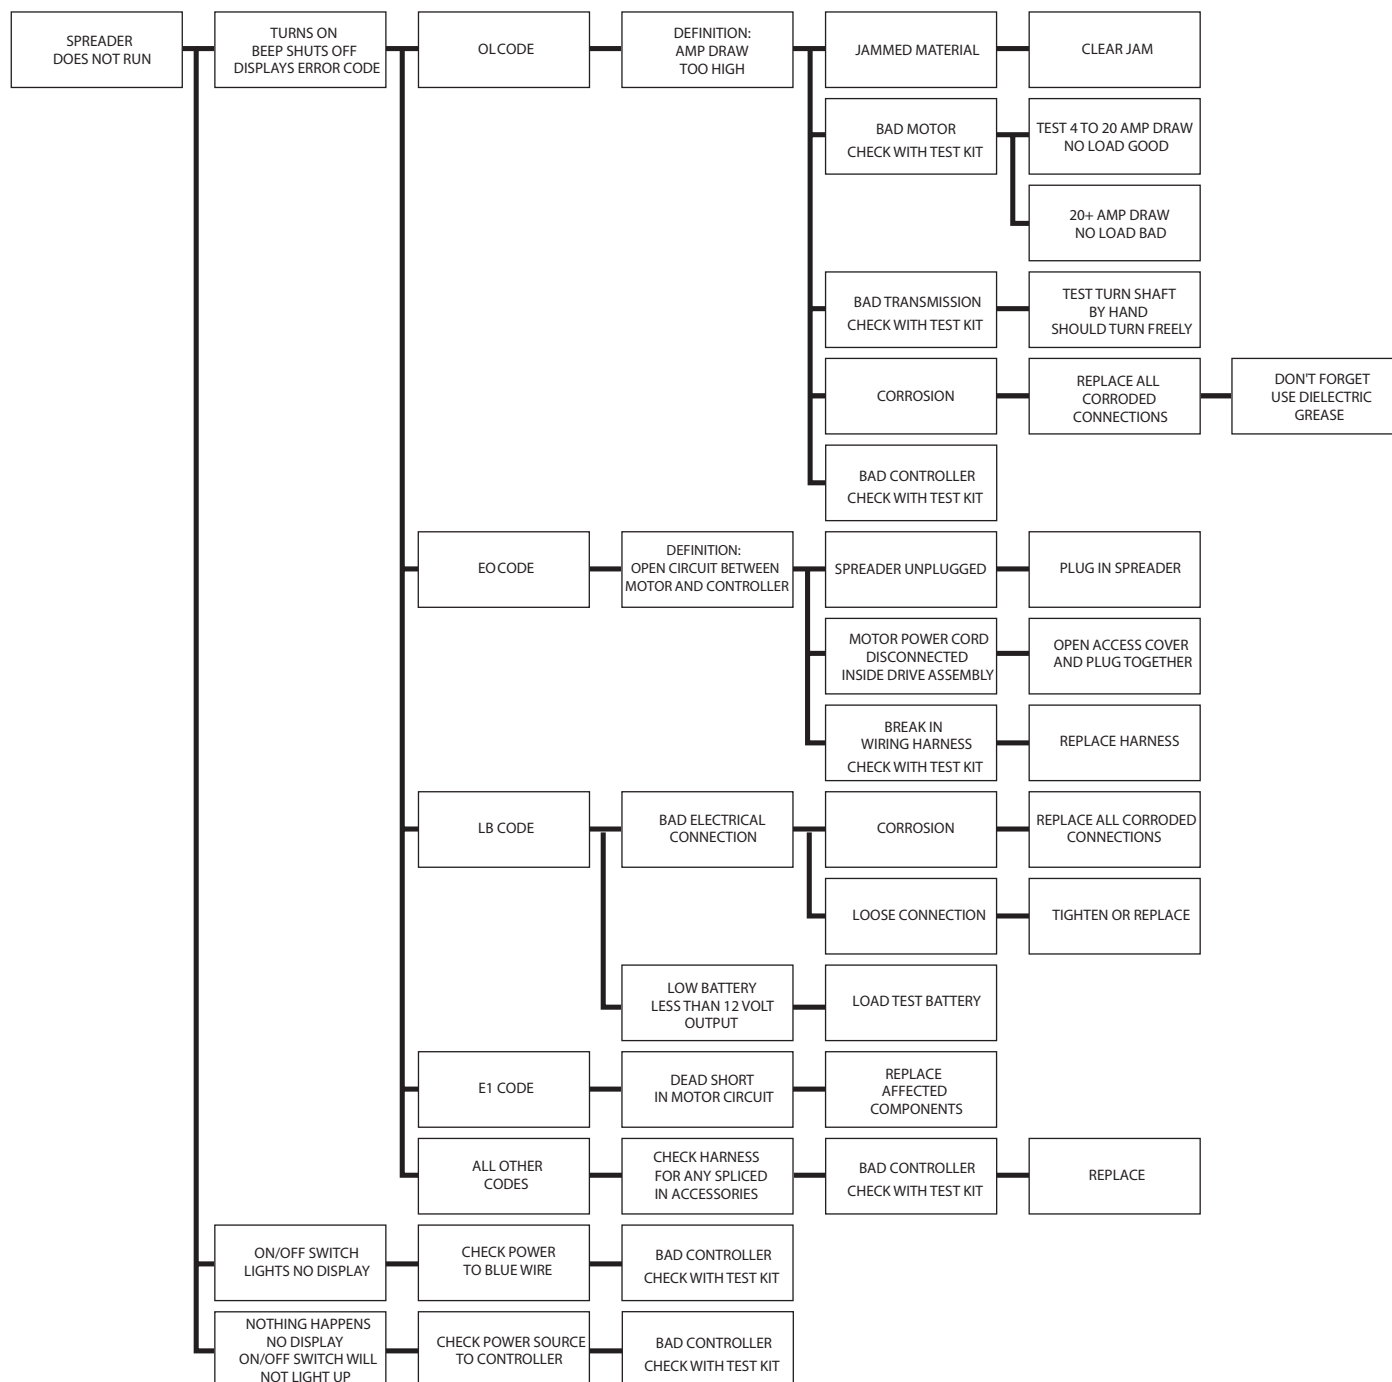 SPREADER
DOES NOT RUN
TURNS ON
BEEP SHUTS OFF
DISPLAYS ERROR CODE
OL CODE
DEFINITION:
AMP DRAW
TOO HIGH
JAMMED MATERIAL
CLEAR JAM
BAD MOTOR
CHECK WITH TEST KIT
TEST 4 TO 20 AMP DRAW
NO LOAD GOOD
20+ AMP DRAW
NO LOAD BAD
BAD TRANSMISSION
CHECK WITH TEST KIT
TEST TURN SHAFT
BY HAND
SHOULD TURN FREELY
CORROSION
REPLACE ALL
CORRODED
CONNECTIONS
DON'T FORGET
USE DIELECTRIC
GREASE
BAD CONTROLLER
CHECK WITH TEST KIT
EO CODE
DEFINITION:
OPEN CIRCUIT BETWEEN
MOTOR AND CONTROLLER
SPREADER UNPLUGGED
PLUG IN SPREADER
MOTOR POWER CORD
DISCONNECTED
INSIDE DRIVE ASSEMBLY
OPEN ACCESS COVER
AND PLUG TOGETHER
BREAK IN
WIRING HARNESS
CHECK WITH TEST KIT
REPLACE HARNESS
LB CODE
BAD ELECTRICAL
CONNECTION
CORROSION
REPLACE ALL CORRODED
CONNECTIONS
LOOSE CONNECTION
TIGHTEN OR REPLACE
LOW BATTERY
LESS THAN 12 VOLT
OUTPUT
LOAD TEST BATTERY
E1 CODE
DEAD SHORT
IN MOTOR CIRCUIT
REPLACE
AFFECTED
COMPONENTS
ALL OTHER
CODES
CHECK HARNESS
FOR ANY SPLICED
IN ACCESSORIES
BAD CONTROLLER
CHECK WITH TEST KIT
REPLACE
ON/OFF SWITCH
LIGHTS NO DISPLAY
CHECK POWER
TO BLUE WIRE
BAD CONTROLLER
CHECK WITH TEST KIT
NOTHING HAPPENS
NO DISPLAY
ON/OFF SWITCH WILL
NOT LIGHT UP
CHECK POWER SOURCE
TO CONTROLLER
BAD CONTROLLER
CHECK WITH TEST KIT